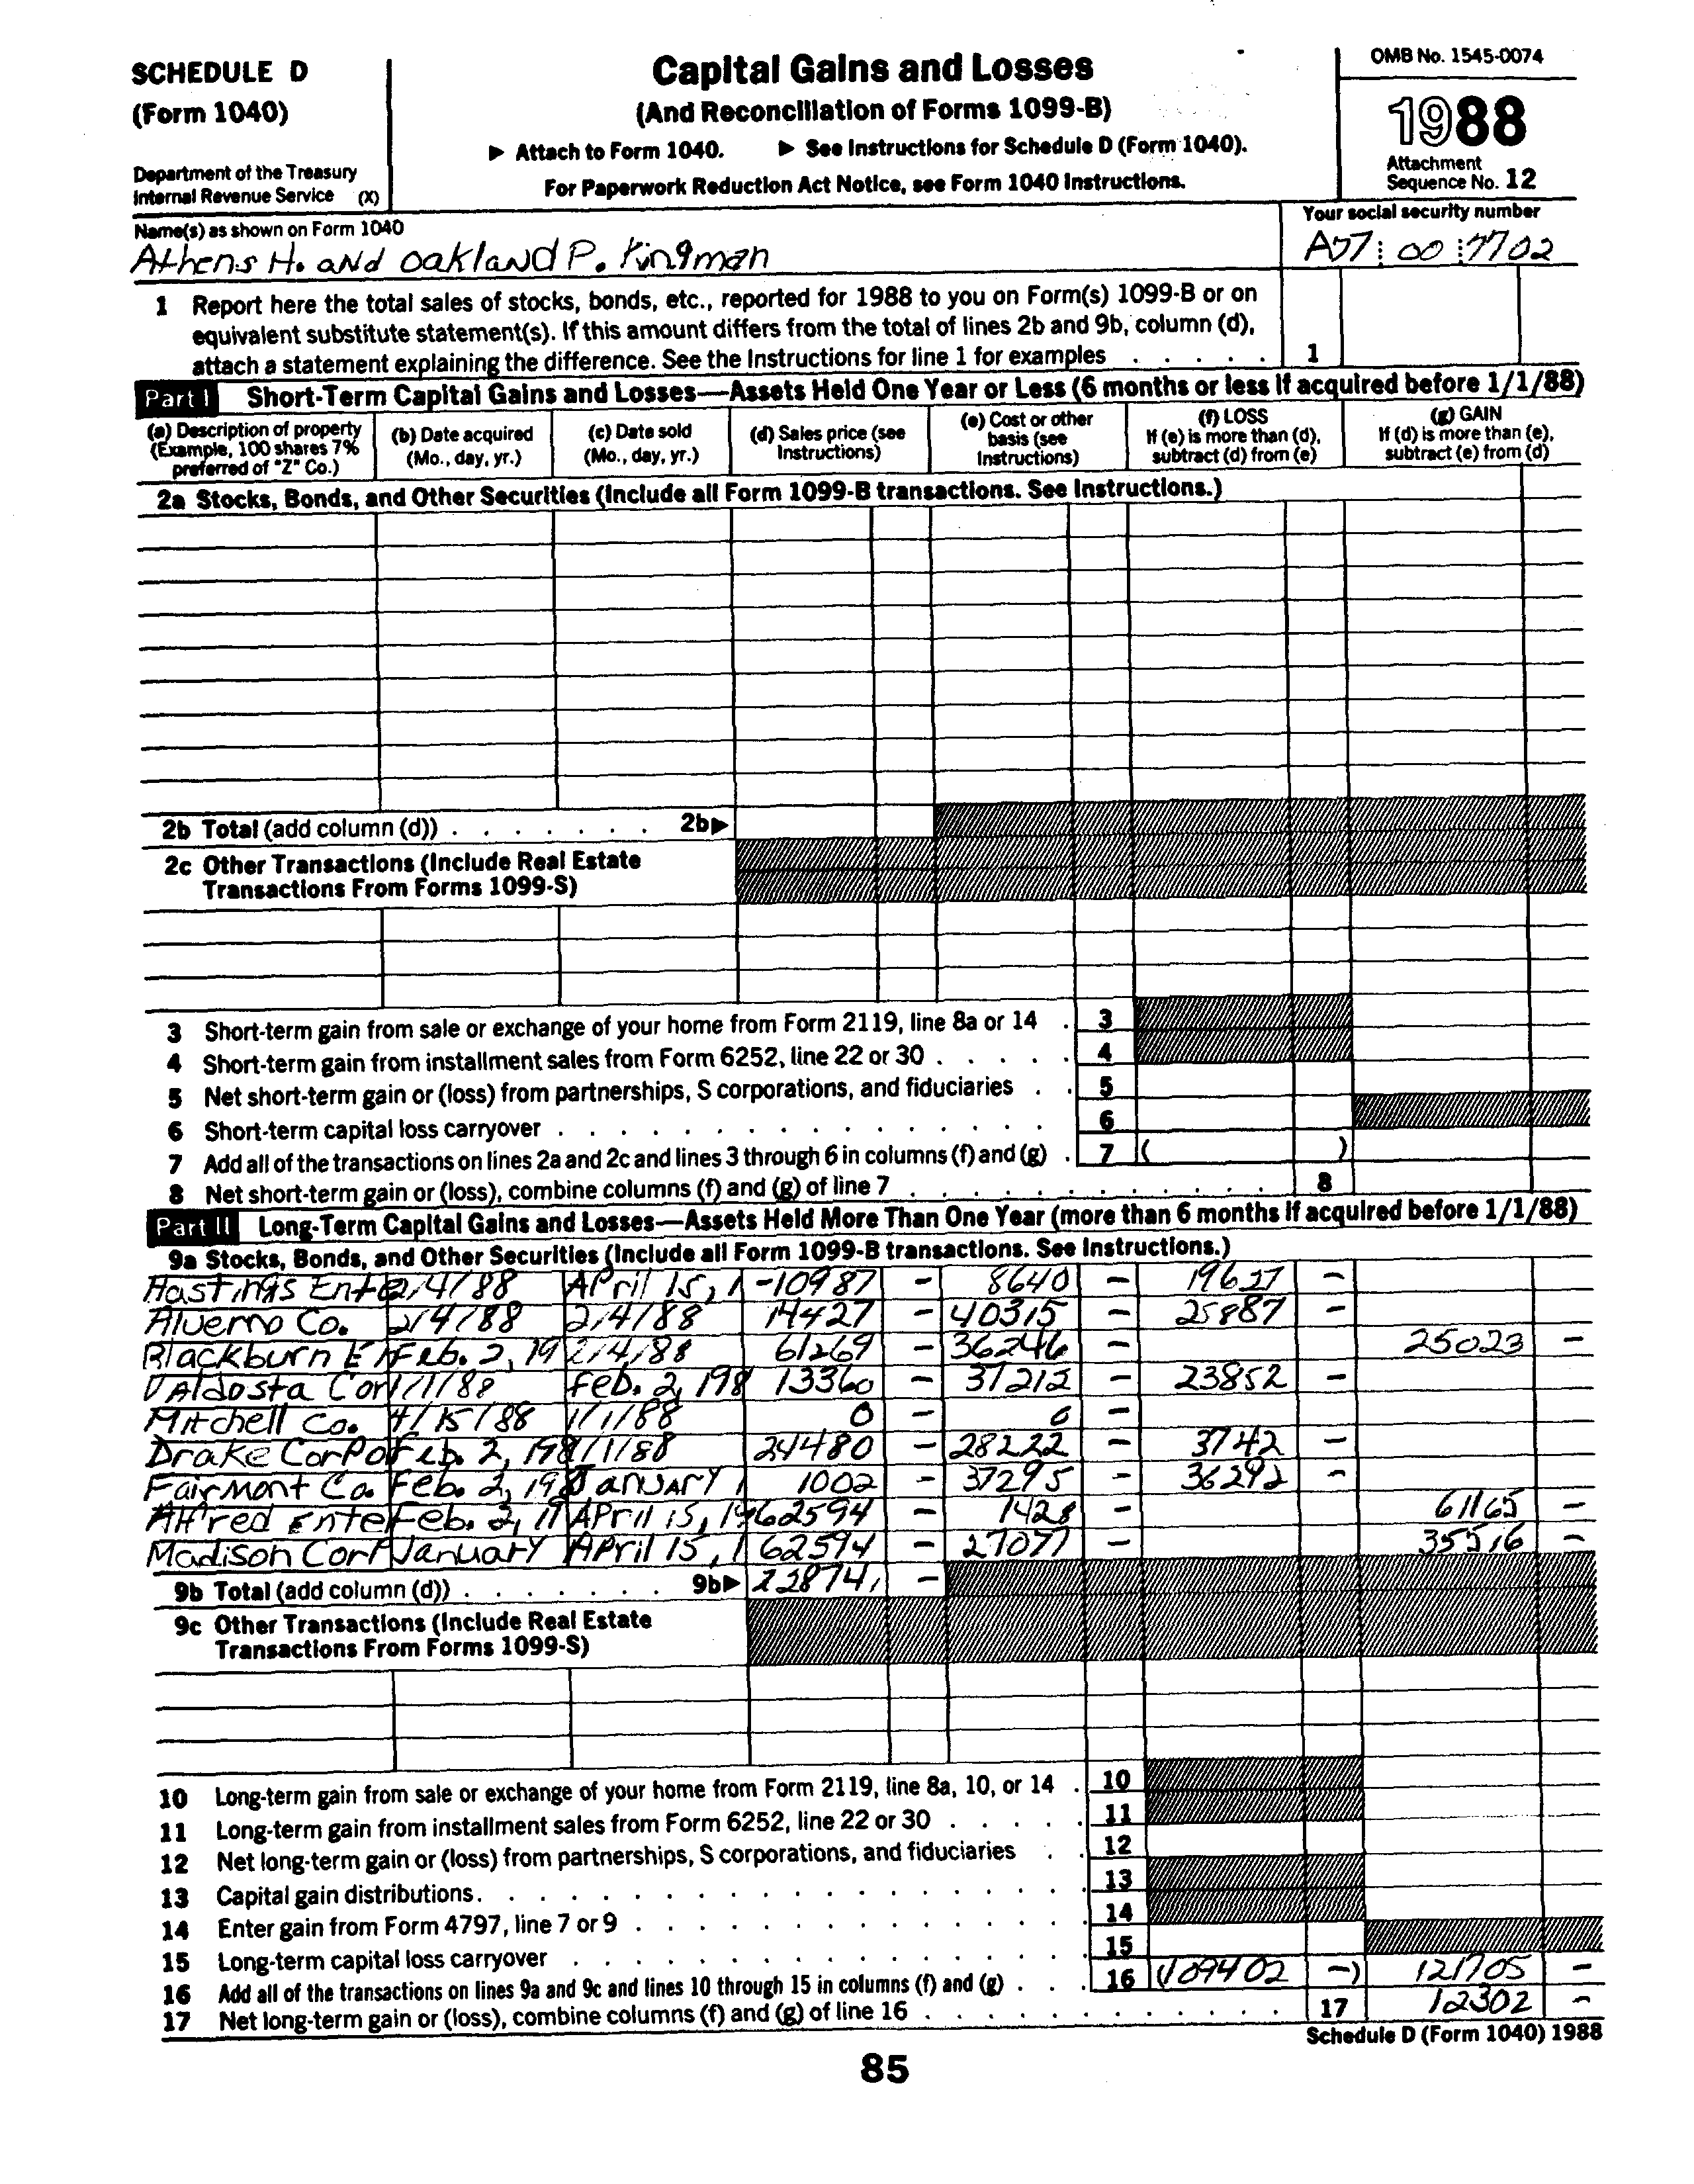 SCHEDULE D
(Form 1040)
Department of the Treasury
Internal Revenue Service (X)
Capital Gains and Losses
(And Reconciliation of Forms 1099-B)
▶ Attach to Form 1040. ▶ See Instructions for Schedule D (Form 1040).
For Paperwork Reduction Act Notice, see Form 1040 Instructions.
OMB No. 1545-0074
1988
Attachment
Sequence No. 12
Name(s) as shown on Form 1040
Athens H. and Oakland P. Kingman
Your social security number
00 7702
1 Report here the total sales of stocks, bonds, etc., reported for 1988 to you on Form(s) 1099-B or on
equivalent substitute statement(s). If this amount differs from the total of lines 2b and 9b, column (d),
attach a statement explaining the difference. See the Instructions for line 1 for examples . . . . . 1
Part I Short-Term Capital Gains and Losses—Assets Held One Year or Less (6 months or less if acquired before 1/1/88)
(a) Description of property
(Example, 100 shares 7%
preferred of "Z" Co.)
(b) Date acquired
(Mo., day, yr.)
(c) Date sold
(Mo., day, yr.)
(d) Sales price (see
Instructions)
(e) Cost or other
basis (see
Instructions)
(f) LOSS
If (e) is more than (d),
subtract (d) from (e)
(g) GAIN
If (d) is more than (e),
subtract (e) from (d)
2a Stocks, Bonds, and Other Securities (Include all Form 1099-B transactions. See Instructions.)
2b Total (add column (d)) . . . . . . . 2b▶
2c Other Transactions (Include Real Estate
Transactions From Forms 1099-S)
3 Short-term gain from sale or exchange of your home from Form 2119, line 8a or 14 . 3
4 Short-term gain from installment sales from Form 6252, line 22 or 30 . . . . . 4
5 Net short-term gain or (loss) from partnerships, S corporations, and fiduciaries . . 5
6 Short-term capital loss carryover . . . . . . . . . . . . . . 6
7 Add all of the transactions on lines 2a and 2c and lines 3 through 6 in columns (f) and (g) . 7 ( )
8 Net short-term gain or (loss), combine columns (f) and (g) of line 7 . . . . . . . . . . . . 8
Part II Long-Term Capital Gains and Losses—Assets Held More Than One Year (more than 6 months if acquired before 1/1/88)
9a Stocks, Bonds, and Other Securities (Include all Form 1099-B transactions. See Instructions.)
Hastings Ente 2/4/88 April 15, 1 -10987 - 8640 - 19627 -
Alverno Co. 2/4/88 2/4/88 14427 - 40315 - 25887 -
Blackburn En Feb. 2, 19 2/4/88 61269 - 36246 - 25023 -
Valdosta Cor 1/1/88 Feb. 2, 198 13360 - 37212 - 23852 -
Mitchell Co. 4/15/88 1/1/88 0 - 0 -
Drake Corpo Feb. 2, 198 1/1/88 24480 - 28222 - 3742 -
Fairmont Co. Feb. 2, 198 January 1 1002 - 37295 - 36292 -
Alfred Ente Feb. 2, 19 April 15, 19 62594 - 1428 - 61165 -
Madison Corp January April 15, 1 62594 - 27077 - 35516 -
9b Total (add column (d)) . . . . . . . 9b▶ 228741 -
9c Other Transactions (Include Real Estate
Transactions From Forms 1099-S)
10 Long-term gain from sale or exchange of your home from Form 2119, line 8a, 10, or 14 . 10
11 Long-term gain from installment sales from Form 6252, line 22 or 30 . . . . . 11
12 Net long-term gain or (loss) from partnerships, S corporations, and fiduciaries . . 12
13 Capital gain distributions . . . . . . . . . . . . . . . . 13
14 Enter gain from Form 4797, line 7 or 9 . . . . . . . . . . . . 14
15 Long-term capital loss carryover . . . . . . . . . . . . . . 15
16 Add all of the transactions on lines 9a and 9c and lines 10 through 15 in columns (f) and (g) . . 16 (109402 -) 121705 -
17 Net long-term gain or (loss), combine columns (f) and (g) of line 16 . . . . . . . . . . . . 17 12302 -
Schedule D (Form 1040) 1988
85